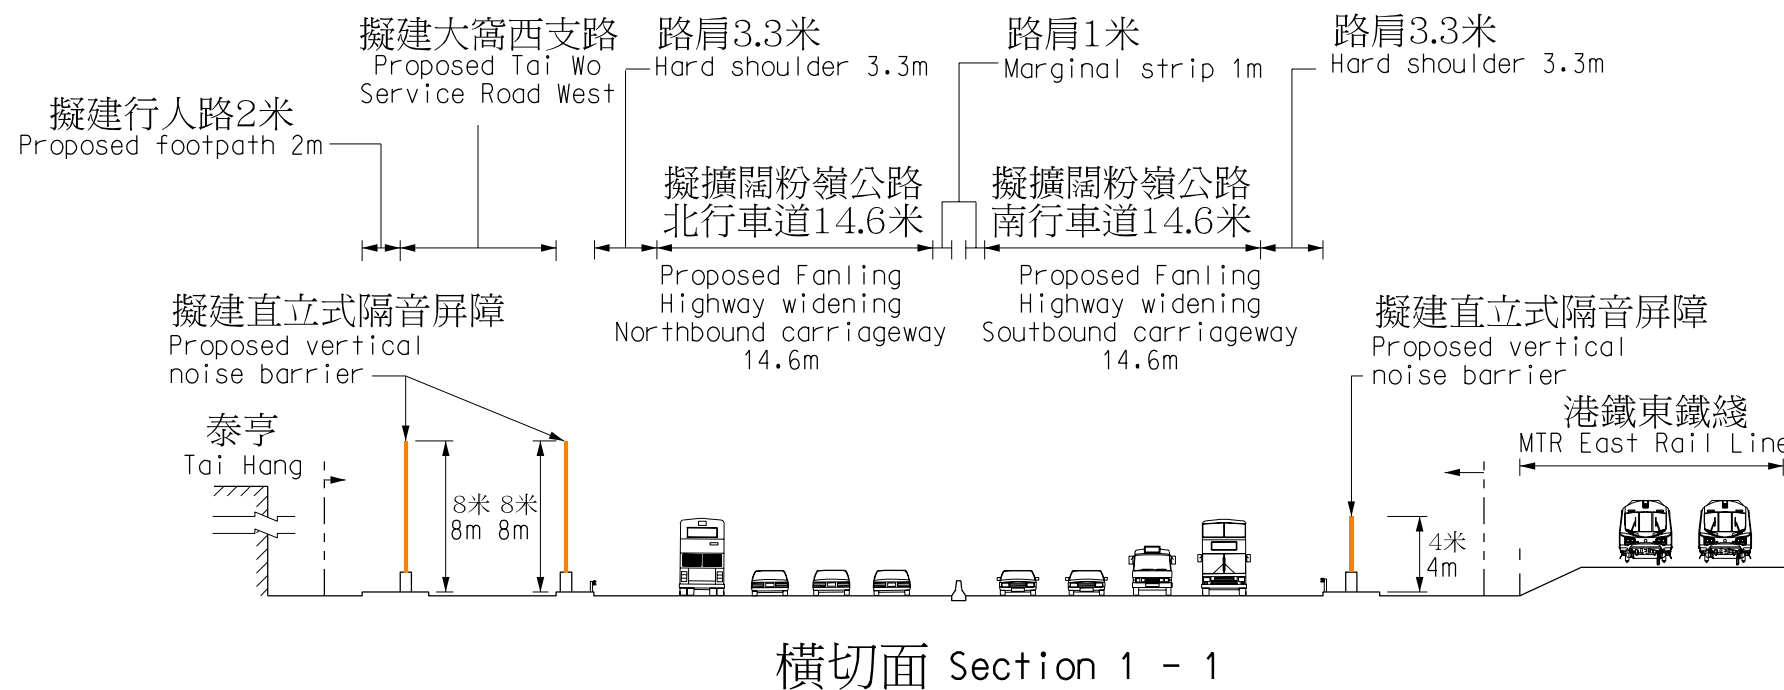 擬建大窩西支路
Proposed Tai Wo
Service Road West
路肩3.3米
Hard shoulder 3.3m
路肩1米
Marginal strip 1m
路肩3.3米
Hard shoulder 3.3m
擬建行人路2米
Proposed footpath 2m
擬擴闊粉嶺公路
北行車道14.6米
Proposed Fanling
Highway widening
Northbound carriageway
14.6m
擬擴闊粉嶺公路
南行車道14.6米
Proposed Fanling
Highway widening
Soutbound carriageway
14.6m
擬建直立式隔音屏障
Proposed vertical
noise barrier
擬建直立式隔音屏障
Proposed vertical
noise barrier
泰亨
Tai Hang
港鐵東鐵綫
MTR East Rail Line
8米 8米
8m 8m
4米
4m
橫切面 Section 1 - 1